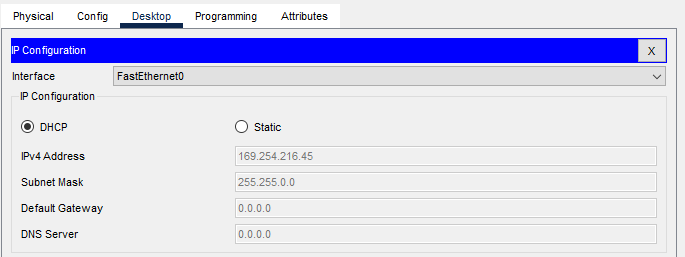 Physical Config Desktop Programming Attributes
IP Configuration X
Interface FastEthernet0
IP Configuration
DHCP Static
IPv4 Address 169.254.216.45
Subnet Mask 255.255.0.0
Default Gateway 0.0.0.0
DNS Server 0.0.0.0